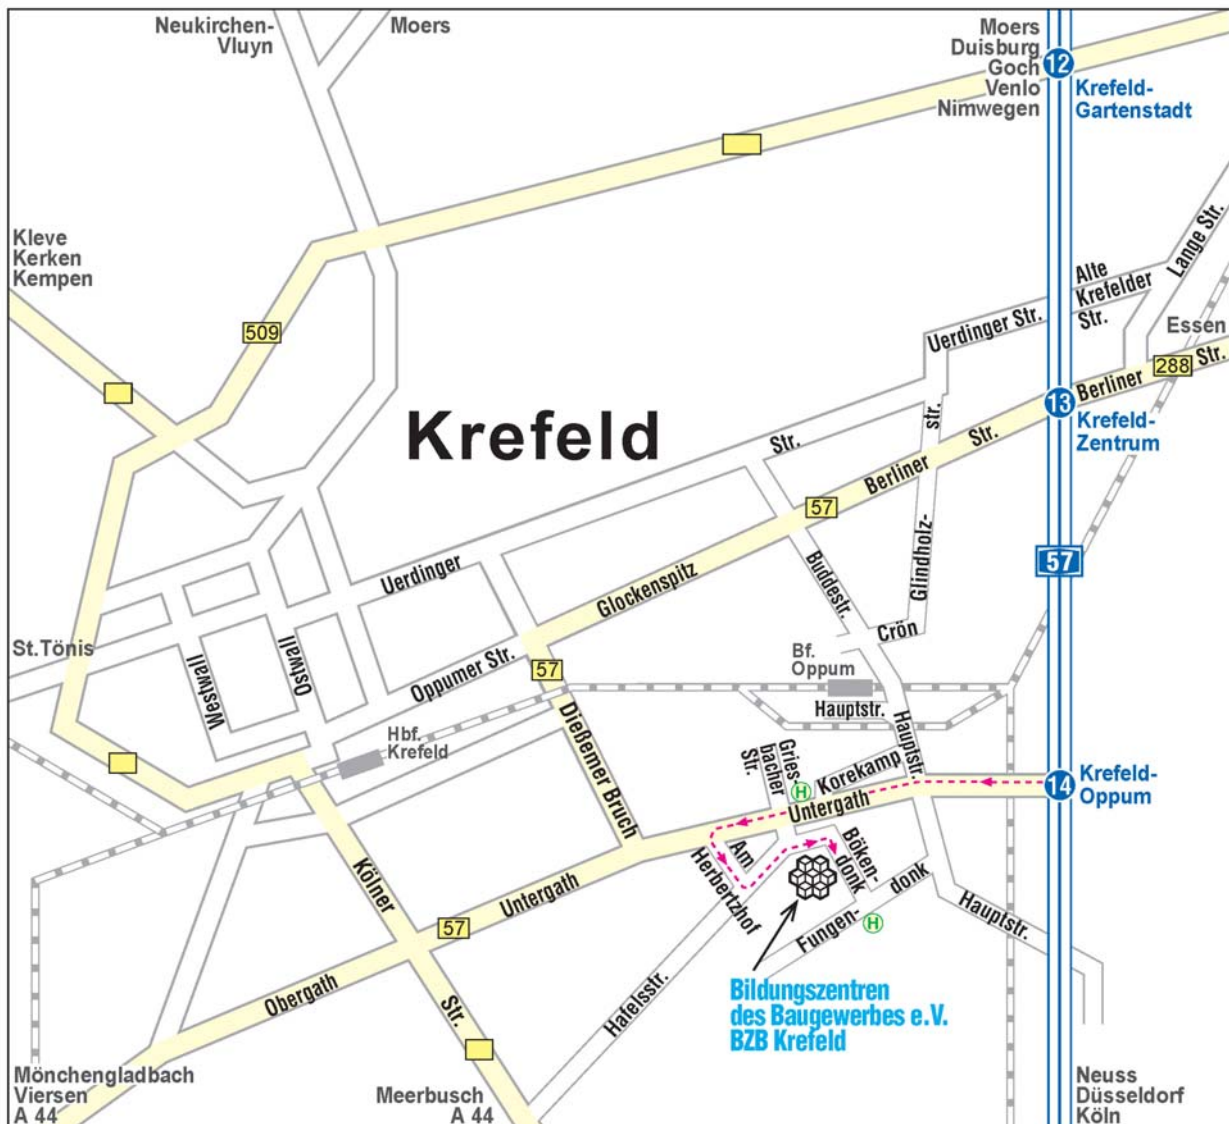 Neukirchen-
Vluyn
Moers
Moers
Duisburg
Goch
Venlo
Nimwegen
12
Krefeld-
Gartenstadt
Kleve
Kerken
Kempen
509
Lange Str.
Alte
Krefelder
Str.
Uerdinger Str.
Essen
288
Berliner
Str.
13
Krefeld-
Zentrum
Krefeld
Str.
str.
Str.
Berliner
57
57
Glindholz-
Uerdinger
Glockenspitz
Buddestr.
Crön
St.Tönis
Westwall
Ostwall
Oppumer Str.
57
Bf.
Oppum
Hauptstr.
Hauptstr.
Hbf.
Krefeld
Dießemer Bruch
Gries-
bacher
Str.
H
Korekamp
Untergath
14
Krefeld-
Oppum
Am
Herbertzhof
Böken-
donk
Fungen-
donk
H
Hauptstr.
Kölner
Str.
Untergath
57
Obergath
Hafelsstr.
Bildungszentren
des Baugewerbes e.V.
BZB Krefeld
Mönchengladbach
Viersen
A 44
Meerbusch
A 44
Neuss
Düsseldorf
Köln